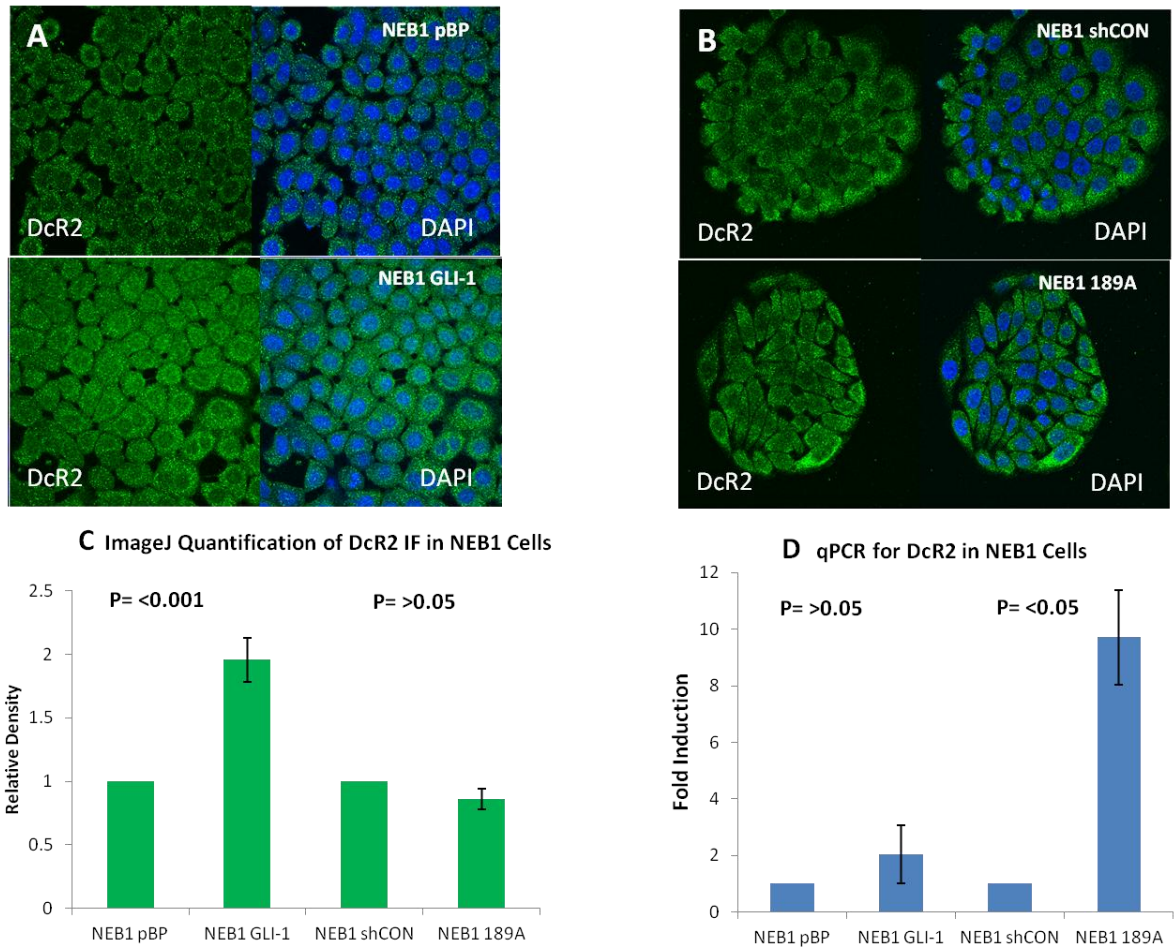 A
NEB1 pBP
DcR2
DAPI
NEB1 GLI-1
DcR2
DAPI
B
NEB1 shCON
DcR2
DAPI
NEB1 189A
DcR2
DAPI
C ImageJ Quantification of DcR2 IF in NEB1 Cells
P= <0.001
P= >0.05
Relative Density
2.5
2
1.5
1
0.5
0
NEB1 pBP
NEB1 GLI-1
NEB1 shCON
NEB1 189A
D qPCR for DcR2 in NEB1 Cells
P= >0.05
P= <0.05
Fold Induction
12
10
8
6
4
2
0
NEB1 pBP
NEB1 GLI-1
NEB1 shCON
NEB1 189A